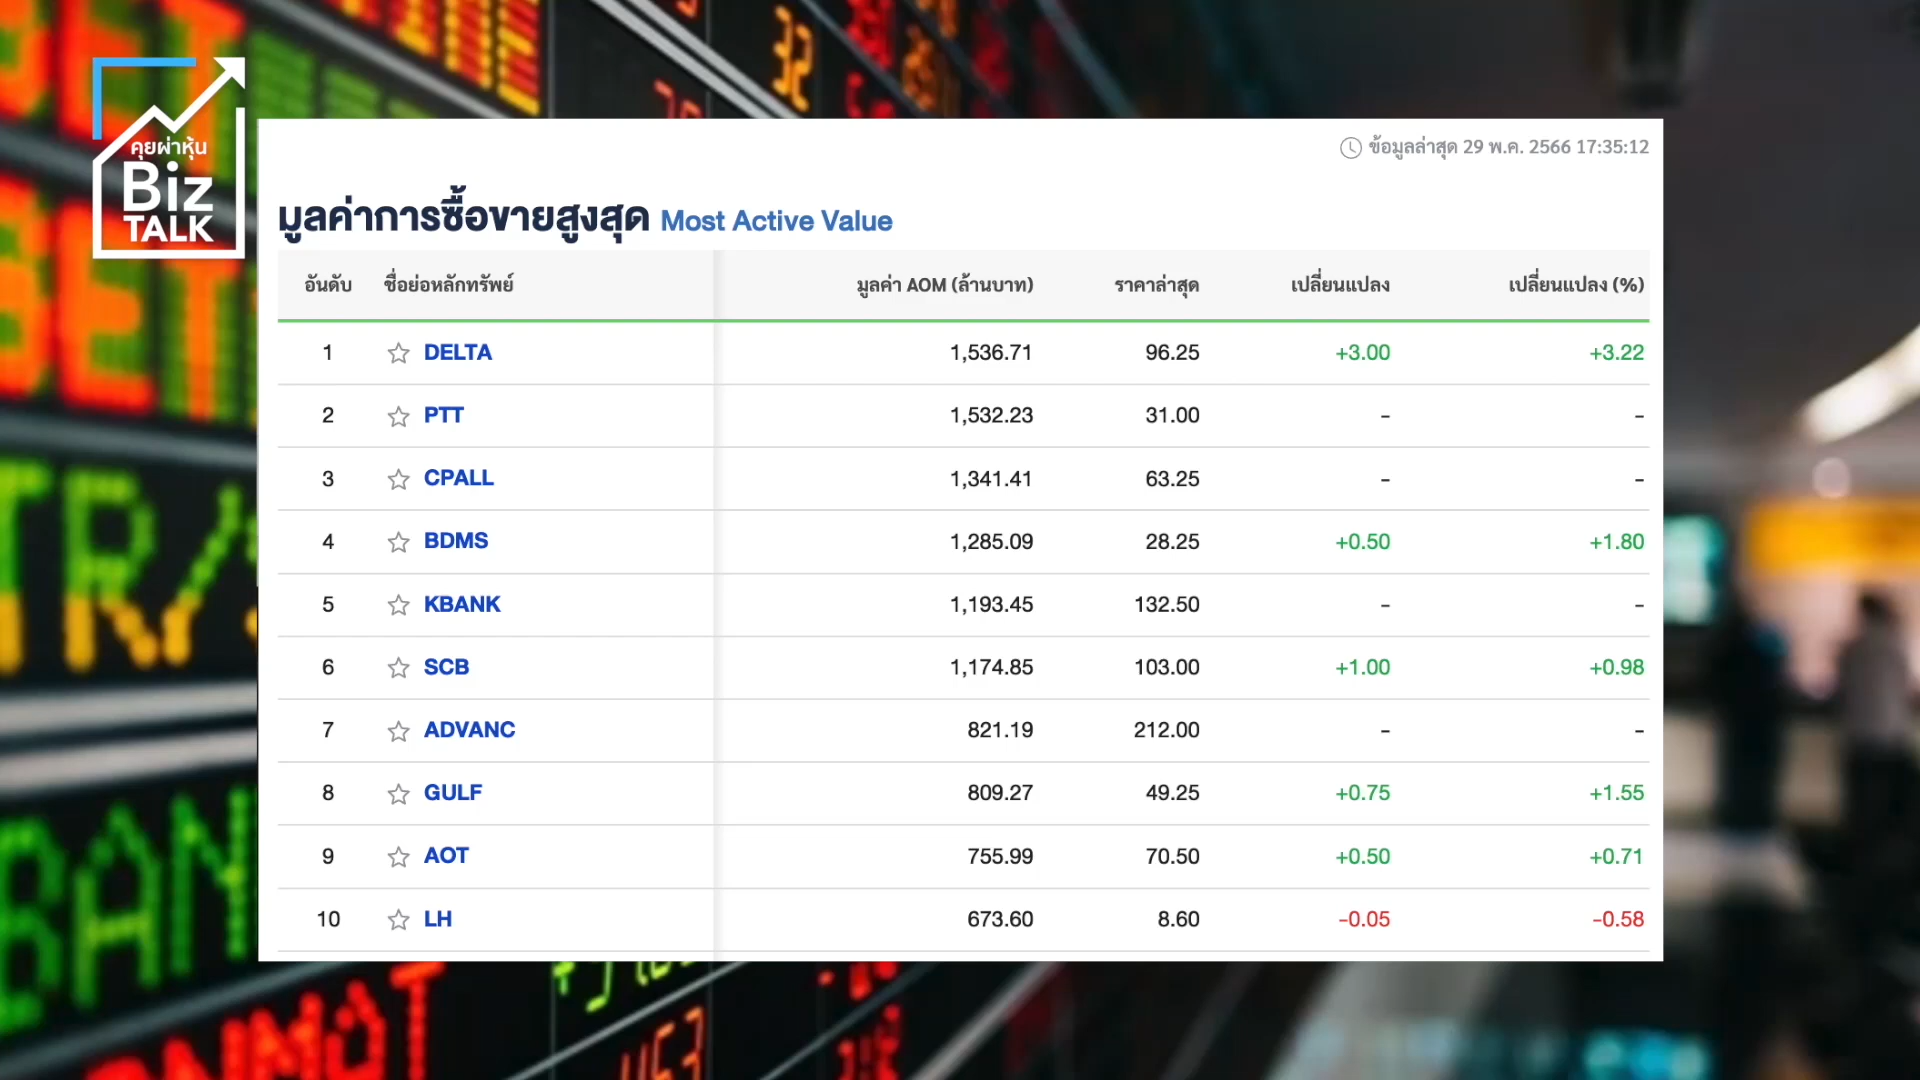 คุยผ่าหุ้น
Biz
TALK
ข้อมูลล่าสุด 29 พ.ค. 2566 17:35:12
มูลค่าการซื้อขายสูงสุด Most Active Value
อันดับ ชื่อย่อหลักทรัพย์ มูลค่า AOM (ล้านบาท) ราคาล่าสุด เปลี่ยนแปลง เปลี่ยนแปลง (%)
1 DELTA 1,536.71 96.25 +3.00 +3.22
2 PTT 1,532.23 31.00 - -
3 CPALL 1,341.41 63.25 - -
4 BDMS 1,285.09 28.25 +0.50 +1.80
5 KBANK 1,193.45 132.50 - -
6 SCB 1,174.85 103.00 +1.00 +0.98
7 ADVANC 821.19 212.00 - -
8 GULF 809.27 49.25 +0.75 +1.55
9 AOT 755.99 70.50 +0.50 +0.71
10 LH 673.60 8.60 -0.05 -0.58